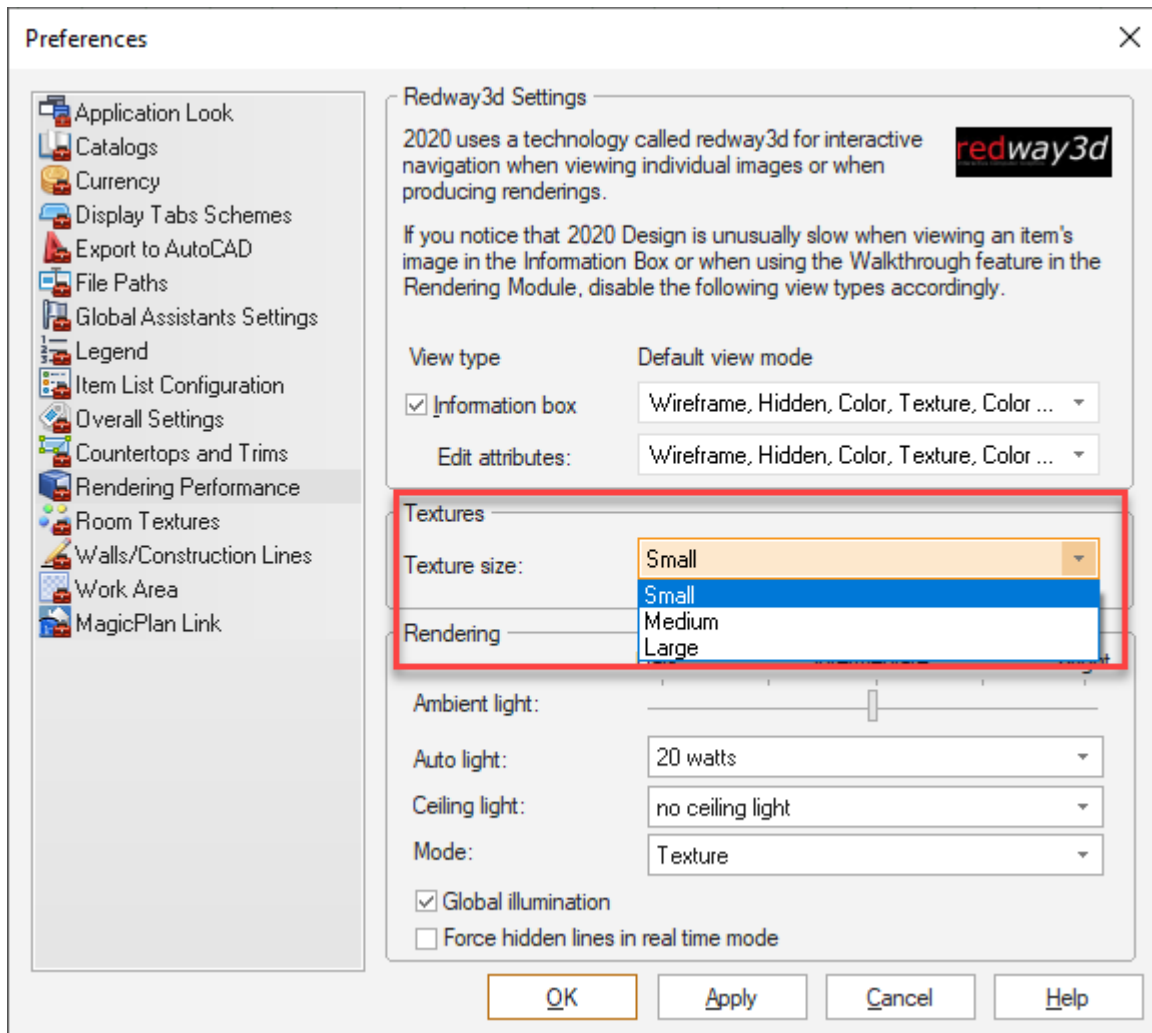 Preferences
Application Look
Catalogs
Currency
Display Tabs Schemes
Export to AutoCAD
File Paths
Global Assistants Settings
Legend
Item List Configuration
Overall Settings
Countertops and Trims
Rendering Performance
Room Textures
Walls/Construction Lines
Work Area
MagicPlan Link
Redway3d Settings
2020 uses a technology called redway3d for interactive
navigation when viewing individual images or when
producing renderings.
redway3d
If you notice that 2020 Design is unusually slow when viewing an item's
image in the Information Box or when using the Walkthrough feature in the
Rendering Module, disable the following view types accordingly.
View type Default view mode
Information box Wireframe, Hidden, Color, Texture, Color ...
Edit attributes: Wireframe, Hidden, Color, Texture, Color ...
Textures
Texture size: Small
Small
Medium
Large
Rendering
Ambient light:
Auto light: 20 watts
Ceiling light: no ceiling light
Mode: Texture
Global illumination
Force hidden lines in real time mode
OK Apply Cancel Help